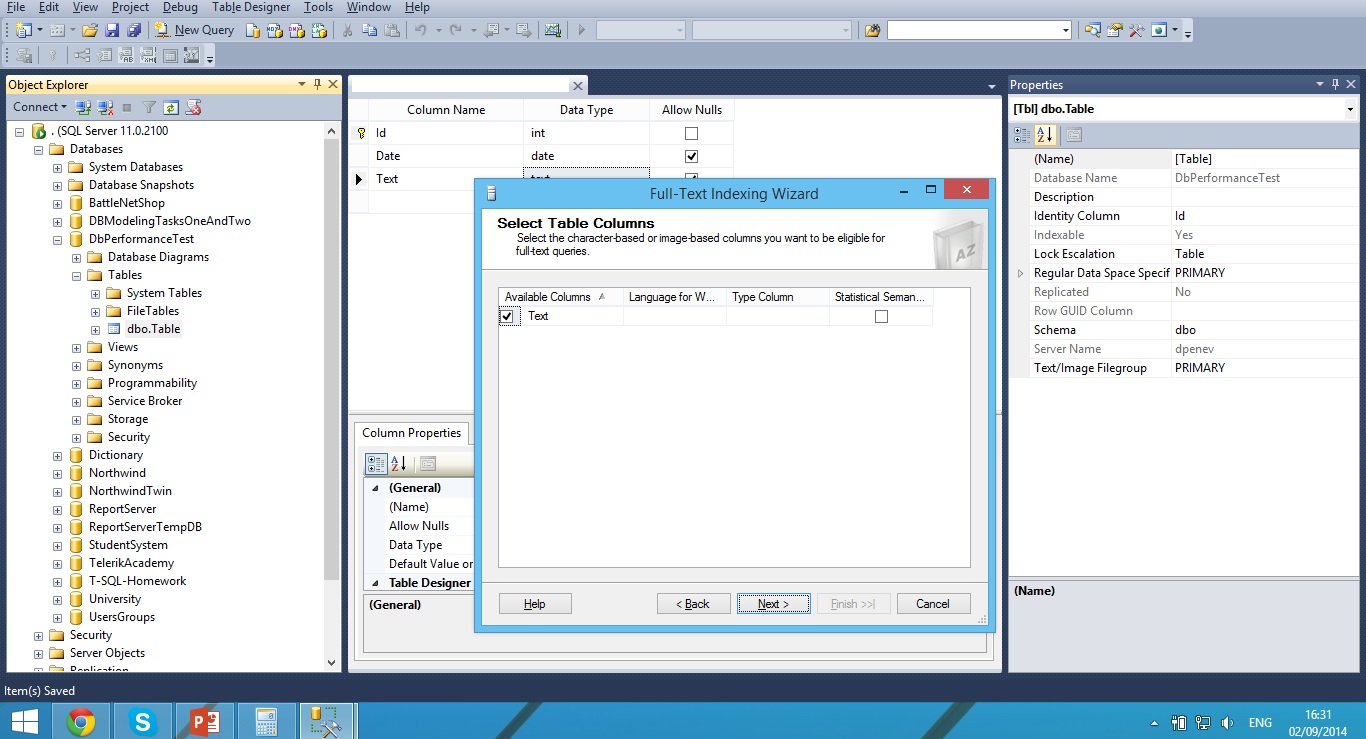 File Edit View Project Debug Table Designer Tools Window Help
New Query
Object Explorer
Connect
. (SQL Server 11.0.2100
Databases
System Databases
Database Snapshots
BattleNetShop
DBModelingTasksOneAndTwo
DbPerformanceTest
Database Diagrams
Tables
System Tables
FileTables
dbo.Table
Views
Synonyms
Programmability
Service Broker
Storage
Security
Dictionary
Northwind
NorthwindTwin
ReportServer
ReportServerTempDB
StudentSystem
TelerikAcademy
T-SQL-Homework
University
UsersGroups
Security
Server Objects
Replication
Column Name Data Type Allow Nulls
Id int
Date date
Text text
Column Properties
(General)
(Name)
Allow Nulls
Data Type
Default Value or
Table Designer
(General)
Full-Text Indexing Wizard
Select Table Columns
Select the character-based or image-based columns you want to be eligible for
full-text queries.
AZ
Available Columns Language for W... Type Column Statistical Seman...
Text
Help < Back Next > Finish >>| Cancel
Properties
[Tbl] dbo.Table
(Name) [Table]
Database Name DbPerformanceTest
Description
Identity Column Id
Indexable Yes
Lock Escalation Table
Regular Data Space Specif PRIMARY
Replicated No
Row GUID Column
Schema dbo
Server Name dpenev
Text/Image Filegroup PRIMARY
(Name)
Item(s) Saved
ENG
16:31
02/09/2014